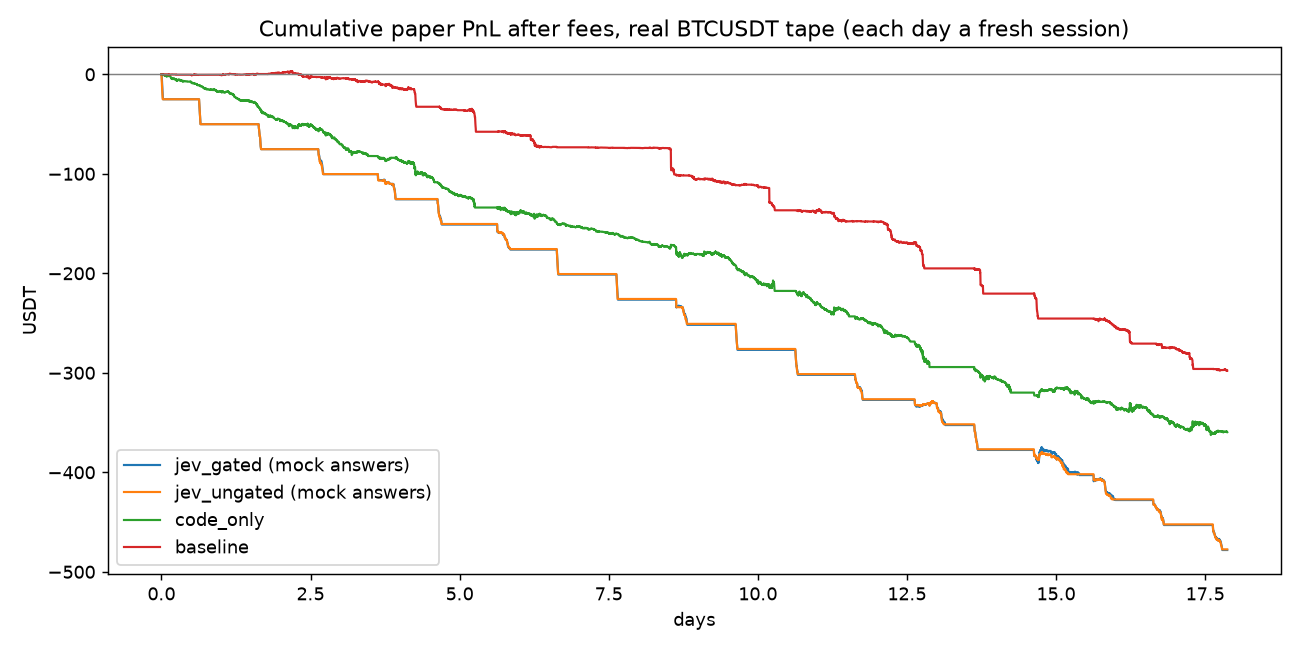 Cumulative paper PnL after fees, real BTCUSDT tape (each day a fresh session)
0
−100
−200
−300
−400
−500
USDT
jev_gated (mock answers)
jev_ungated (mock answers)
code_only
baseline
0.0 2.5 5.0 7.5 10.0 12.5 15.0 17.5
days